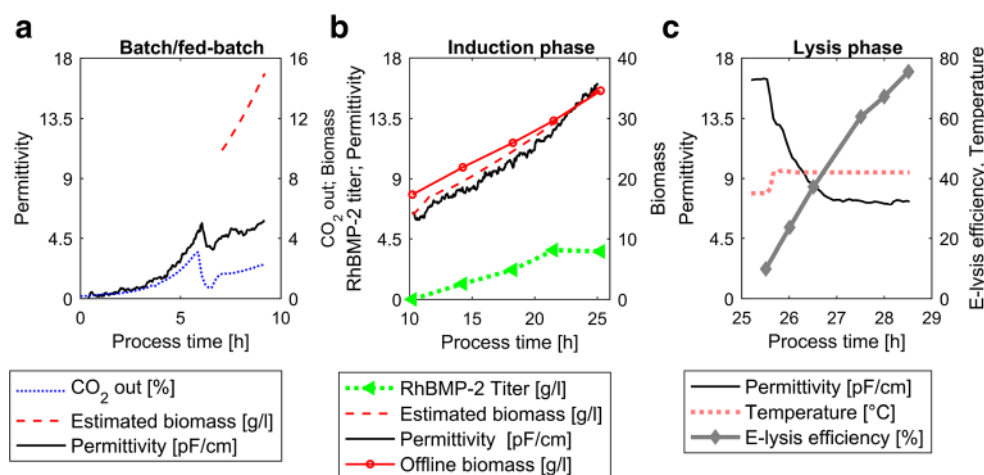 a
Batch/fed-batch
Permittivity
18
13.5
9
4.5
0
16
12
8
4
0
0
5
10
Process time [h]
CO2 out; Biomass
CO₂ out [%]
Estimated biomass [g/l]
Permittivity [pF/cm]
b
Induction phase
RhBMP-2 titer; Permittivity
18
13.5
9
4.5
0
40
30
20
10
0
10
15
20
25
Process time [h]
Biomass
RhBMP-2 Titer [g/l]
Estimated biomass [g/l]
Permittivity [pF/cm]
Offline biomass [g/l]
c
Lysis phase
Permittivity
18
13.5
9
4.5
0
80
60
40
20
0
25
26
27
28
29
Process time [h]
E-lysis efficiency, Temperature
Permittivity [pF/cm]
Temperature [°C]
E-lysis efficiency [%]